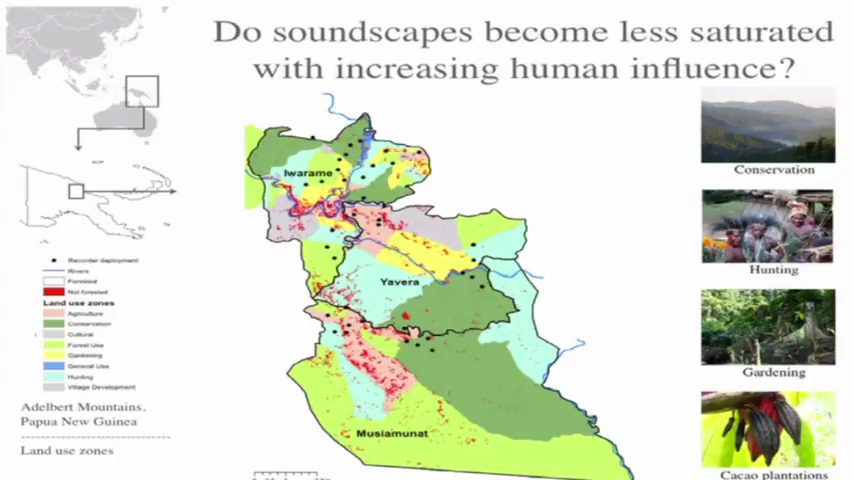 Do soundscapes become less saturated
with increasing human influence?
Iwarame
Yavera
Musiamunat
Recorder deployment
Rivers
Forested
Not forested
Land use zones
Agriculture
Conservation
Cultural
Forest Use
Gardening
General Use
Hunting
Village Development
Adelbert Mountains,
Papua New Guinea
Land use zones
Conservation
Hunting
Gardening
Cacao plantations